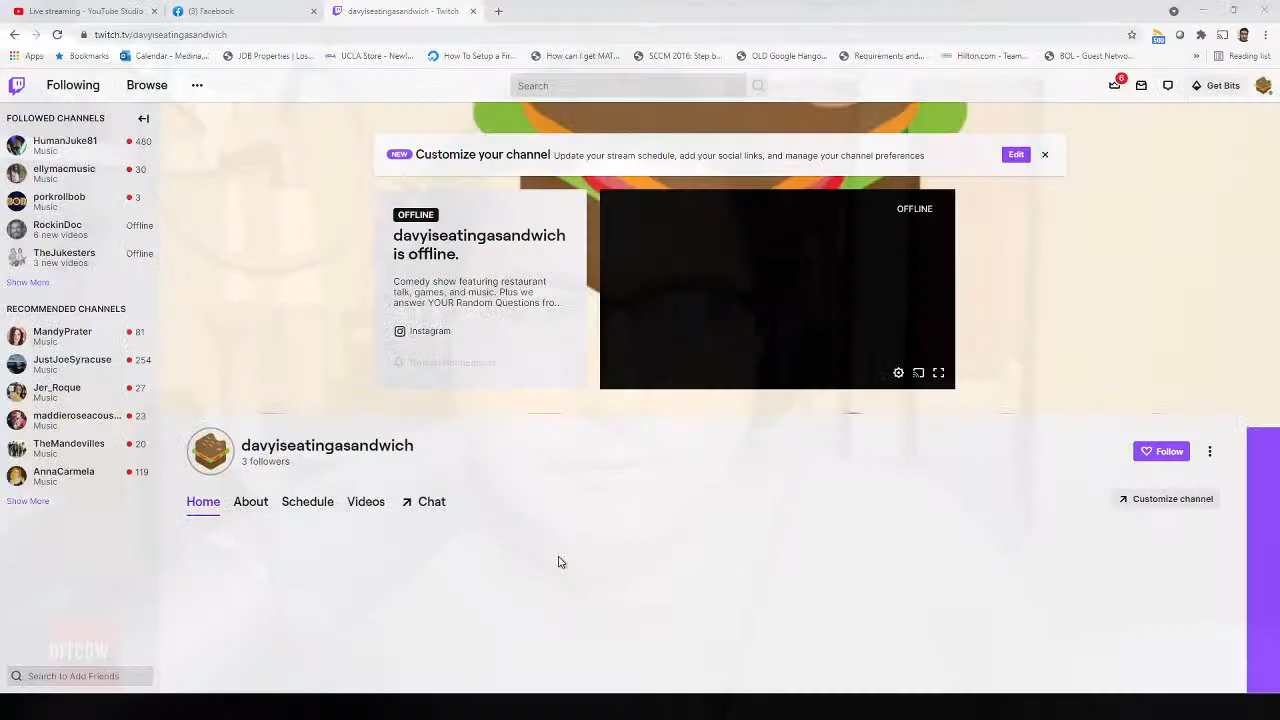 Live streaming - YouTube Studio
(3) Facebook
davyiseatingasandwich - Twitch
twitch.tv/davyiseatingasandwich
Apps
Bookmarks
Calendar - Medina,...
JDB Properties | Los...
UCLA Store - New!...
How To Setup a Fir...
How can I get MAT...
SCCM 2016: Step b...
OLD Google Hango...
Requirements and...
Hilton.com - Team...
BOL - Guest Netwo...
»
Reading list
Following
Browse
Search
6
Get Bits
FOLLOWED CHANNELS
HumanJuke81
480
Music
ellymacmusic
30
Music
porkrollbob
3
Music
RockinDoc
Offline
6 new videos
TheJukesters
Offline
3 new videos
Show More
RECOMMENDED CHANNELS
MandyPrater
81
Music
JustJoeSyracuse
254
Music
Jer_Roque
27
Music
maddieroseacous...
23
Music
TheMandevilles
20
Music
AnnaCarmela
119
Music
Show More
Search to Add Friends
NEW Customize your channel Update your stream schedule, add your social links, and manage your channel preferences
Edit
OFFLINE
davyiseatingasandwich
is offline.
Comedy show featuring restaurant
talk, games, and music. Plus we
answer YOUR Random Questions fro...
Instagram
OFFLINE
davyiseatingasandwich
3 followers
Follow
Home
About
Schedule
Videos
Chat
Customize channel
BITCOW